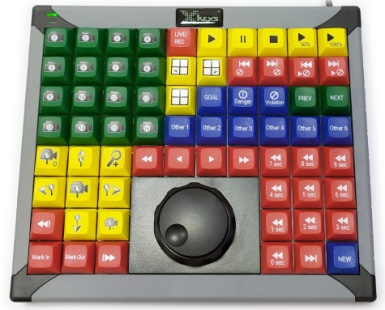 X keys
LIVE/
REC
50%
100%
GOAL
Danger
Violation
PREV
NEXT
Other 1
Other 2
Other 3
Other 4
Other 5
Other 6
7 sec
8 sec
9 sec
4 sec
5 sec
6 sec
1 sec
2 sec
3 sec
Mark In
Mark Out
0 sec
NEW